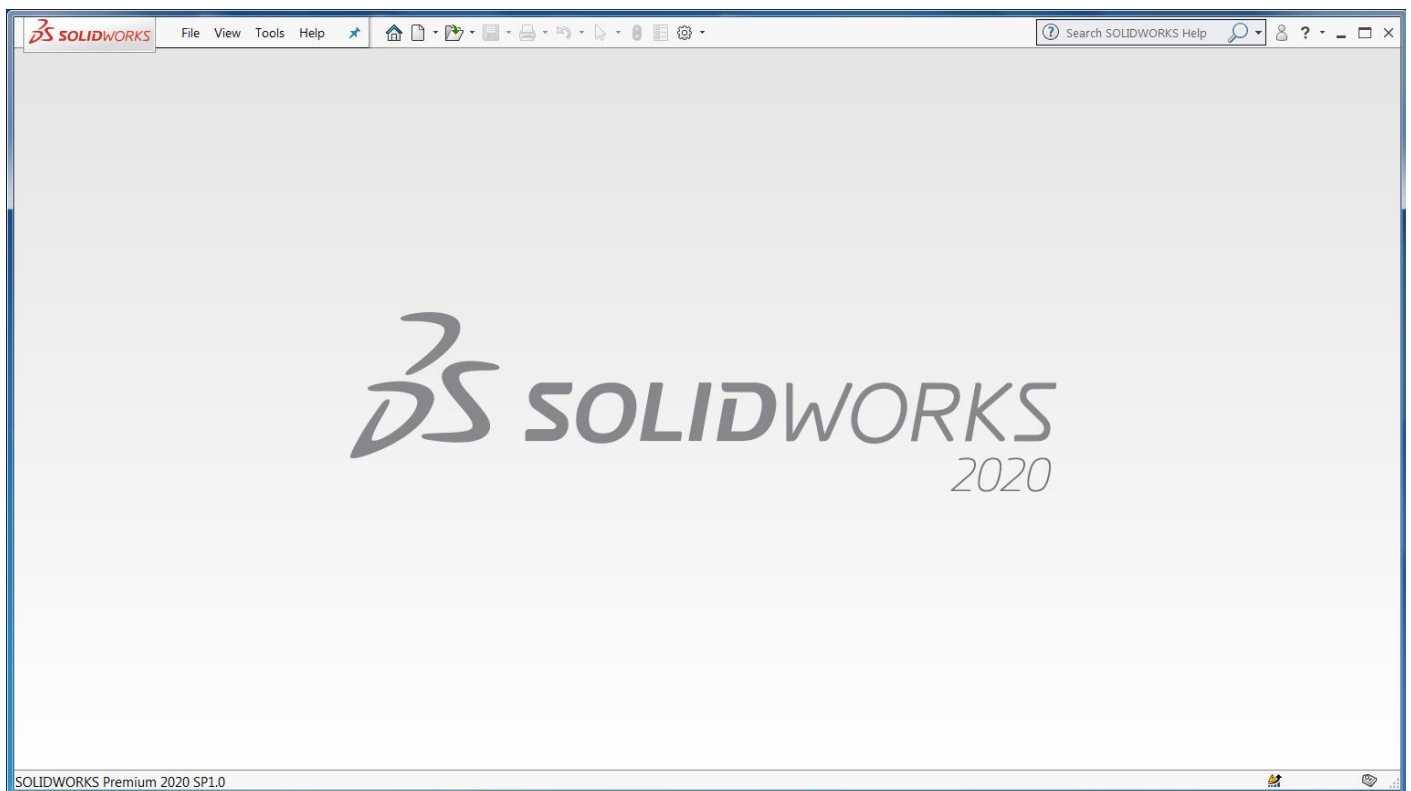 SOLIDWORKS File View Tools Help Search SOLIDWORKS Help ?
SOLIDWORKS
2020
SOLIDWORKS Premium 2020 SP1.0